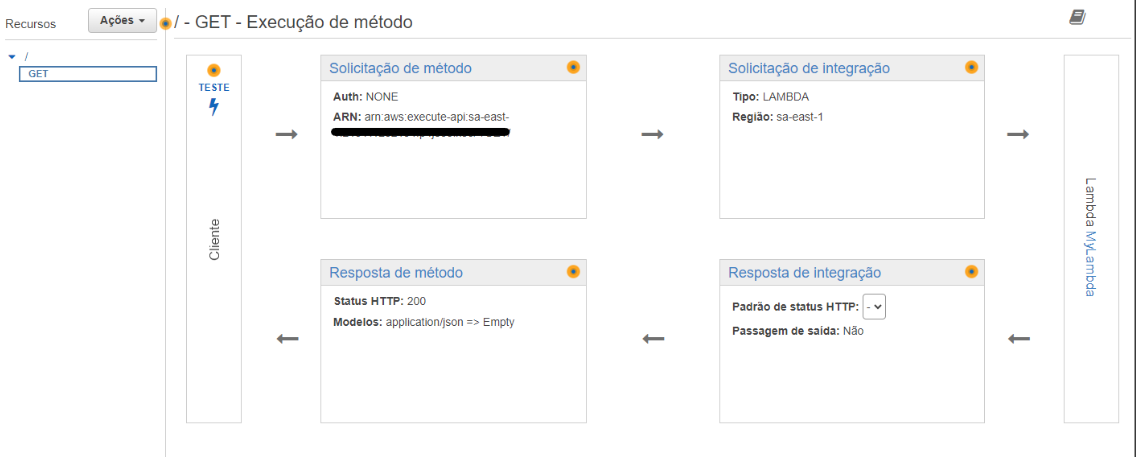 Recursos
Ações
/ - GET - Execução de método
/
GET
TESTE
Cliente
Solicitação de método
Auth: NONE
ARN: arn:aws:execute-api:sa-east-
Solicitação de integração
Tipo: LAMBDA
Região: sa-east-1
Lambda MyLambda
Resposta de método
Status HTTP: 200
Modelos: application/json => Empty
Resposta de integração
Padrão de status HTTP: -
Passagem de saída: Não